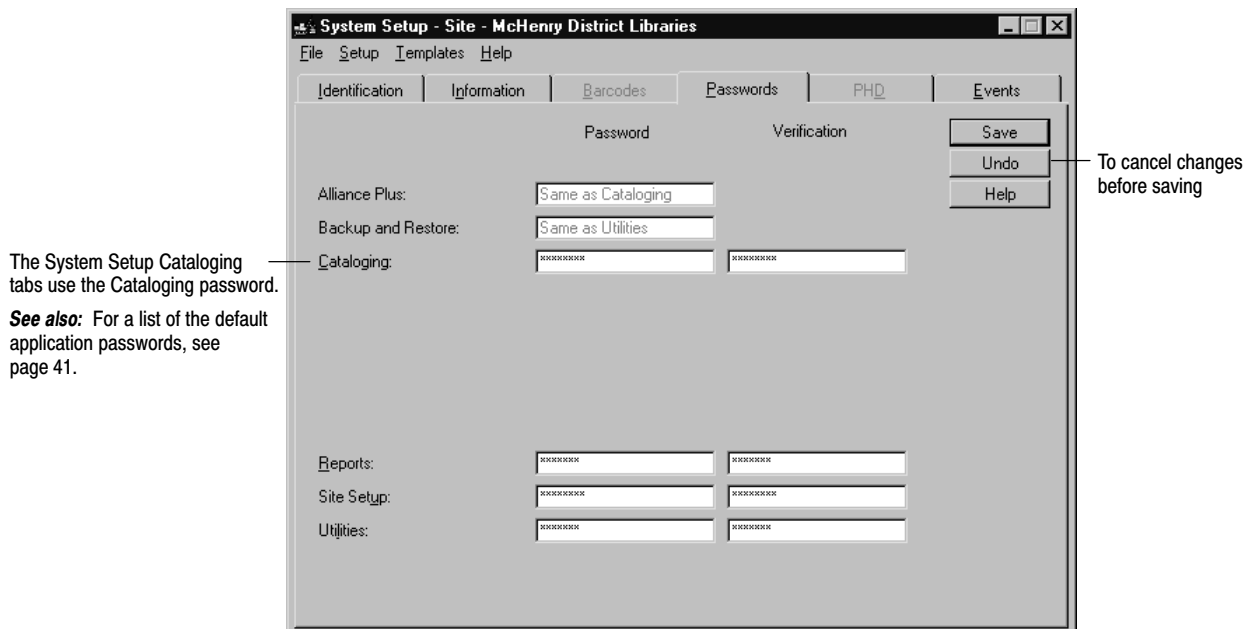 System Setup - Site - McHenry District Libraries
File Setup Templates Help
Identification Information Barcodes Passwords PHD Events
Password Verification Save
Undo
To cancel changes
before saving
Alliance Plus: Same as Cataloging Help
Backup and Restore: Same as Utilities
The System Setup Cataloging
tabs use the Cataloging password.
Cataloging: ******** ********
See also: For a list of the default
application passwords, see
page 41.
Reports: ******* *******
Site Setup: ******** ********
Utilities: ******* *******